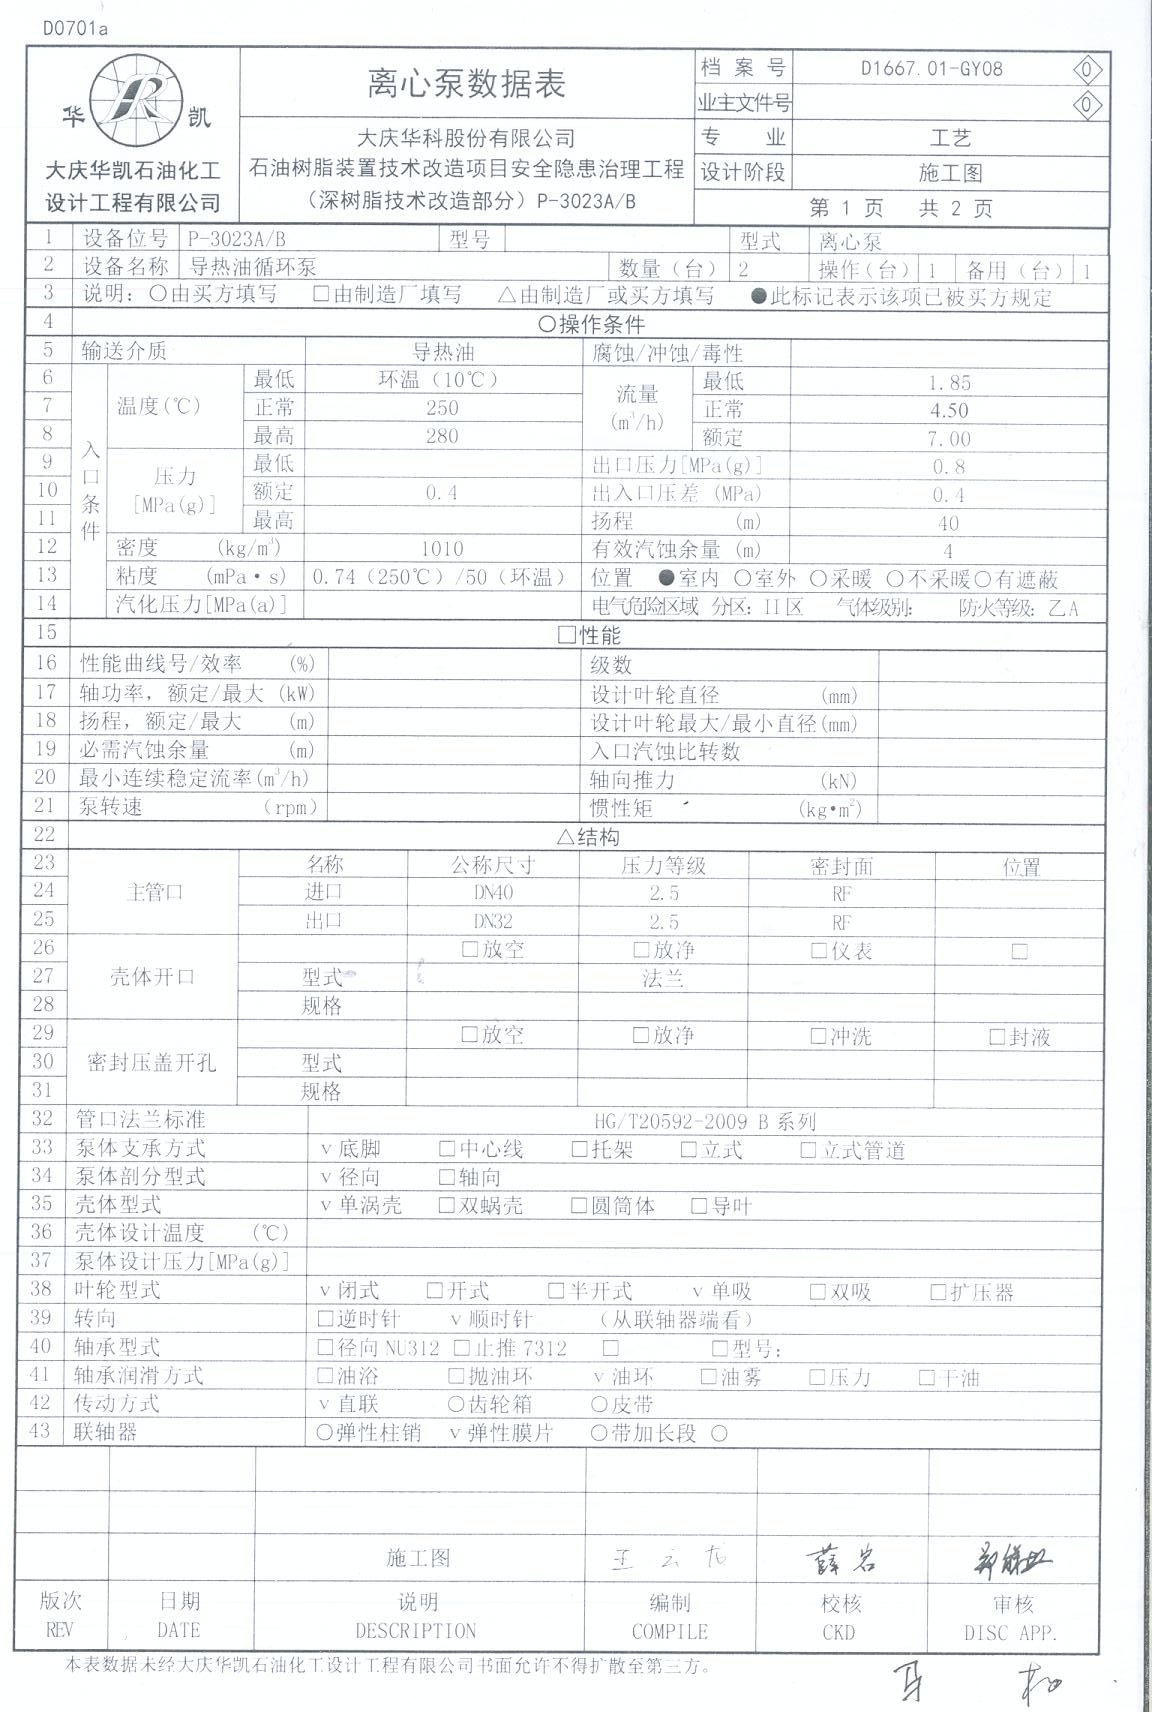 D0701a
华 凯
大庆华凯石油化工
设计工程有限公司
离心泵数据表
大庆华科股份有限公司
石油树脂装置技术改造项目安全隐患治理工程
（深树脂技术改造部分）P-3023A/B
档 案 号 D1667.01-GY08 0
业主文件号 0
专 业 工艺
设计阶段 施工图
第 1 页 共 2 页
1 设备位号 P-3023A/B 型号 型式 离心泵
2 设备名称 导热油循环泵 数量（台） 2 操作（台） 1 备用（台） 1
3 说明：○由买方填写 □由制造厂填写 △由制造厂或买方填写 ●此标记表示该项已被买方规定
4 ○操作条件
5 输送介质 导热油 腐蚀/冲蚀/毒性
入口条件
6 温度(℃) 最低 环温（10℃） 流量(m³/h) 最低 1.85
7 正常 250 正常 4.50
8 最高 280 额定 7.00
9 压力[MPa(g)] 最低 出口压力[MPa(g)] 0.8
10 额定 0.4 出入口压差 (MPa) 0.4
11 最高 扬程 (m) 40
12 密度 (kg/m³) 1010 有效汽蚀余量 (m) 4
13 粘度 (mPa•s) 0.74（250℃）/50（环温） 位置 ●室内 ○室外 ○采暖 ○不采暖○有遮蔽
14 汽化压力[MPa(a)] 电气危险区域 分区：II区 气体级别： 防火等级：乙A
15 □性能
16 性能曲线号/效率 (%) 级数
17 轴功率，额定/最大 (kW) 设计叶轮直径 (mm)
18 扬程，额定/最大 (m) 设计叶轮最大/最小直径(mm)
19 必需汽蚀余量 (m) 入口汽蚀比转数
20 最小连续稳定流率(m³/h) 轴向推力 (kN)
21 泵转速 (rpm) 惯性矩 (kg•m²)
22 △结构
23 主管口 名称 公称尺寸 压力等级 密封面 位置
24 进口 DN40 2.5 RF
25 出口 DN32 2.5 RF
26 壳体开口 □放空 □放净 □仪表 □
27 型式 法兰
28 规格
29 密封压盖开孔 □放空 □放净 □冲洗 □封液
30 型式
31 规格
32 管口法兰标准 HG/T20592-2009 B 系列
33 泵体支承方式 v 底脚 □中心线 □托架 □立式 □立式管道
34 泵体剖分型式 v 径向 □轴向
35 壳体型式 v 单涡壳 □双蜗壳 □圆筒体 □导叶
36 壳体设计温度 (℃)
37 泵体设计压力[MPa(g)]
38 叶轮型式 v 闭式 □开式 □半开式 v 单吸 □双吸 □扩压器
39 转向 □逆时针 v 顺时针 （从联轴器端看）
40 轴承型式 □径向 NU312 □止推 7312 □ □型号：
41 轴承润滑方式 □油浴 □抛油环 v 油环 □油雾 □压力 □干油
42 传动方式 v 直联 ○齿轮箱 ○皮带
43 联轴器 ○弹性柱销 v 弹性膜片 ○带加长段 ○
施工图 王云龙 薛岩
版次 日期 说明 编制 校核 审核
REV DATE DESCRIPTION COMPILE CKD DISC APP.
本表数据未经大庆华凯石油化工设计工程有限公司书面允许不得扩散至第三方。